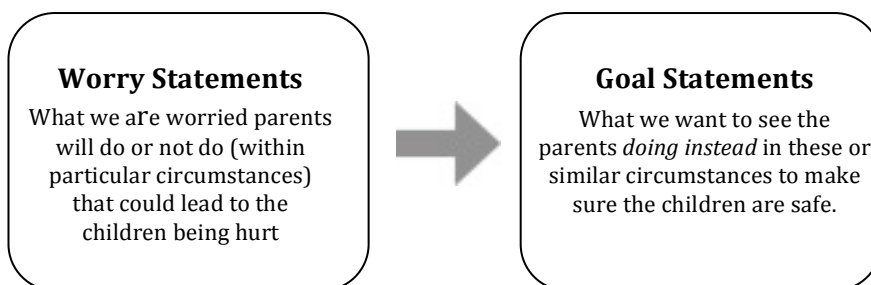 Worry Statements
What we are worried parents
will do or not do (within
particular circumstances)
that could lead to the
children being hurt
Goal Statements
What we want to see the
parents doing instead in these or
similar circumstances to make
sure the children are safe.